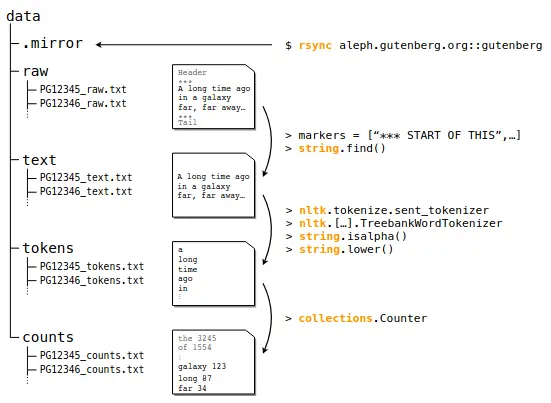 data
.mirror
$ rsync aleph.gutenberg.org::gutenberg
raw
PG12345_raw.txt
PG12346_raw.txt
⋮
Header
***
A long time ago
in a galaxy
far, far away…
***
Tail
> markers = [“*** START OF THIS”,…]
> string.find()
text
PG12345_text.txt
PG12346_text.txt
⋮
A long time ago
in a galaxy
far, far away…
> nltk.tokenize.sent_tokenizer
> nltk.[…].TreebankWordTokenizer
> string.isalpha()
> string.lower()
tokens
PG12345_tokens.txt
PG12346_tokens.txt
⋮
a
long
time
ago
in
⋮
> collections.Counter
counts
PG12345_counts.txt
PG12346_counts.txt
⋮
the 3245
of 1554
⋮
galaxy 123
long 87
far 34